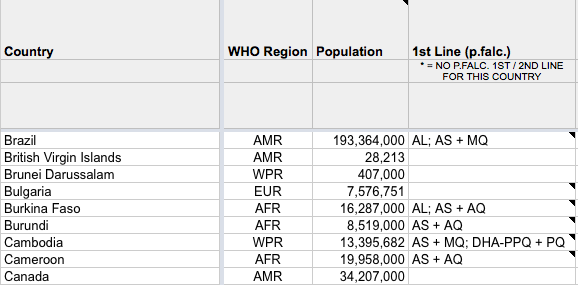 Country WHO Region Population 1st Line (p.falc.)
* = NO P.FALC. 1ST / 2ND LINE
FOR THIS COUNTRY
Brazil AMR 193,364,000 AL; AS + MQ
British Virgin Islands AMR 28,213
Brunei Darussalam WPR 407,000
Bulgaria EUR 7,576,751
Burkina Faso AFR 16,287,000 AL; AS + AQ
Burundi AFR 8,519,000 AS + AQ
Cambodia WPR 13,395,682 AS + MQ; DHA-PPQ + PQ
Cameroon AFR 19,958,000 AS + AQ
Canada AMR 34,207,000